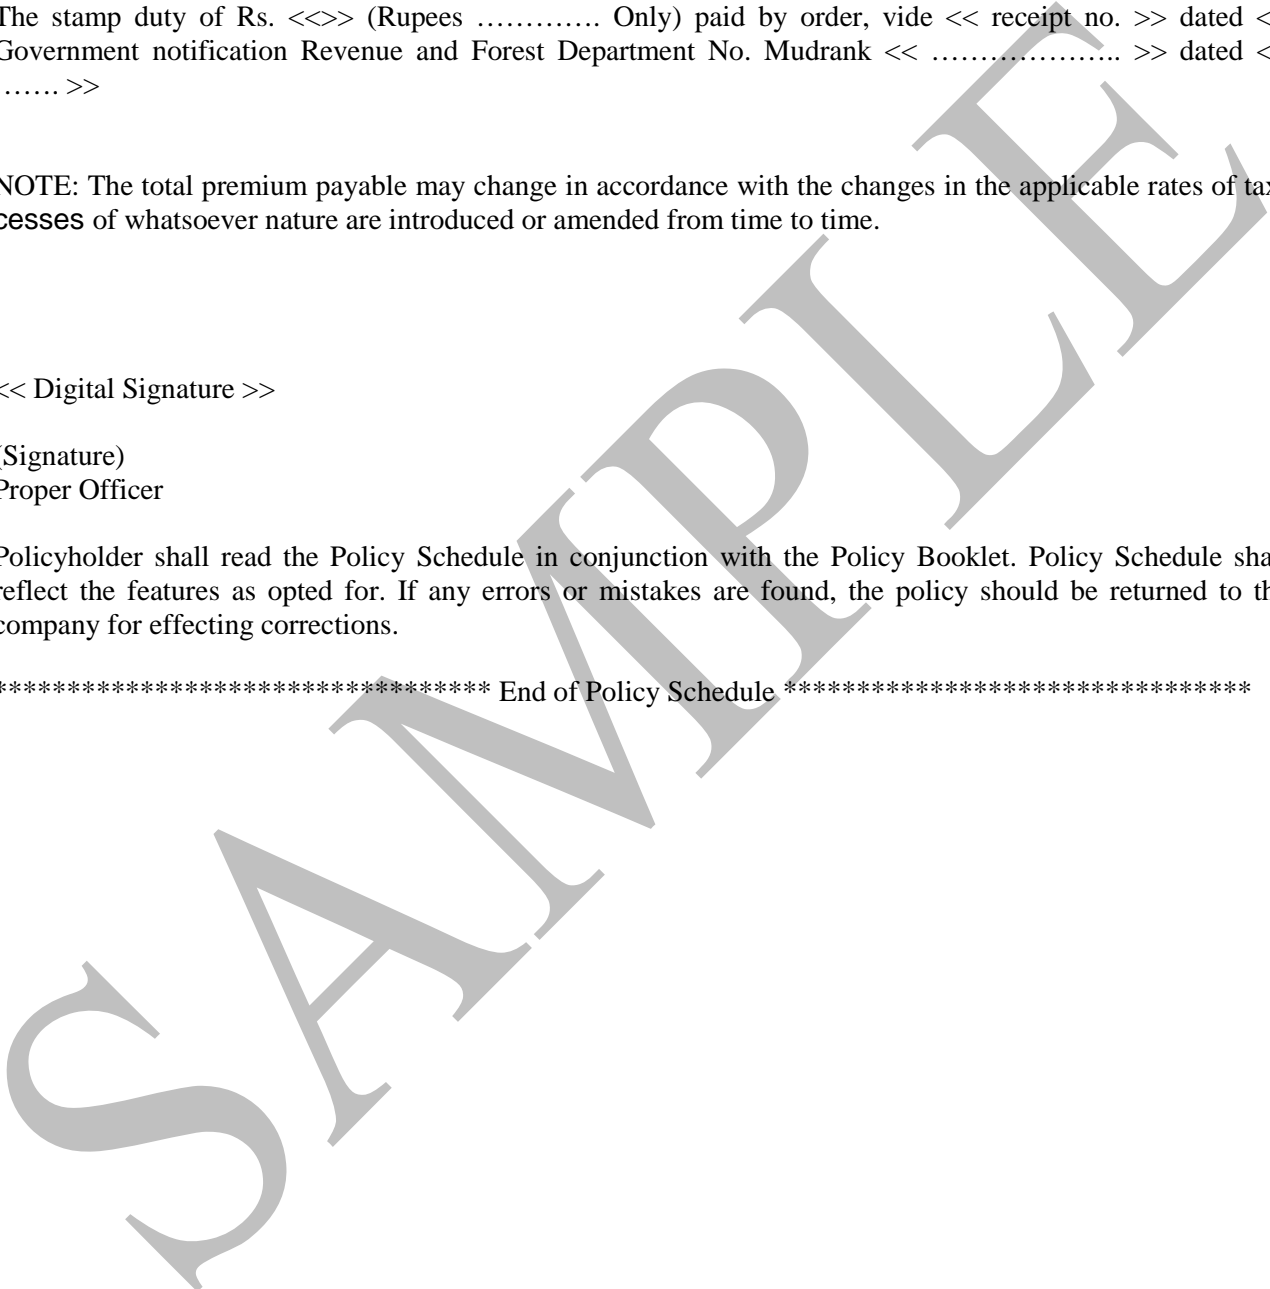 The stamp duty of Rs. <<>> (Rupees …………. Only) paid by order, vide << receipt no. >> dated <
Government notification Revenue and Forest Department No. Mudrank << ……………….. >> dated <
……. >>
NOTE: The total premium payable may change in accordance with the changes in the applicable rates of tax
cesses of whatsoever nature are introduced or amended from time to time.
<< Digital Signature >>
(Signature)
Proper Officer
Policyholder shall read the Policy Schedule in conjunction with the Policy Booklet. Policy Schedule sha
reflect the features as opted for. If any errors or mistakes are found, the policy should be returned to th
company for effecting corrections.
********************************** End of Policy Schedule ********************************
SAMPLE